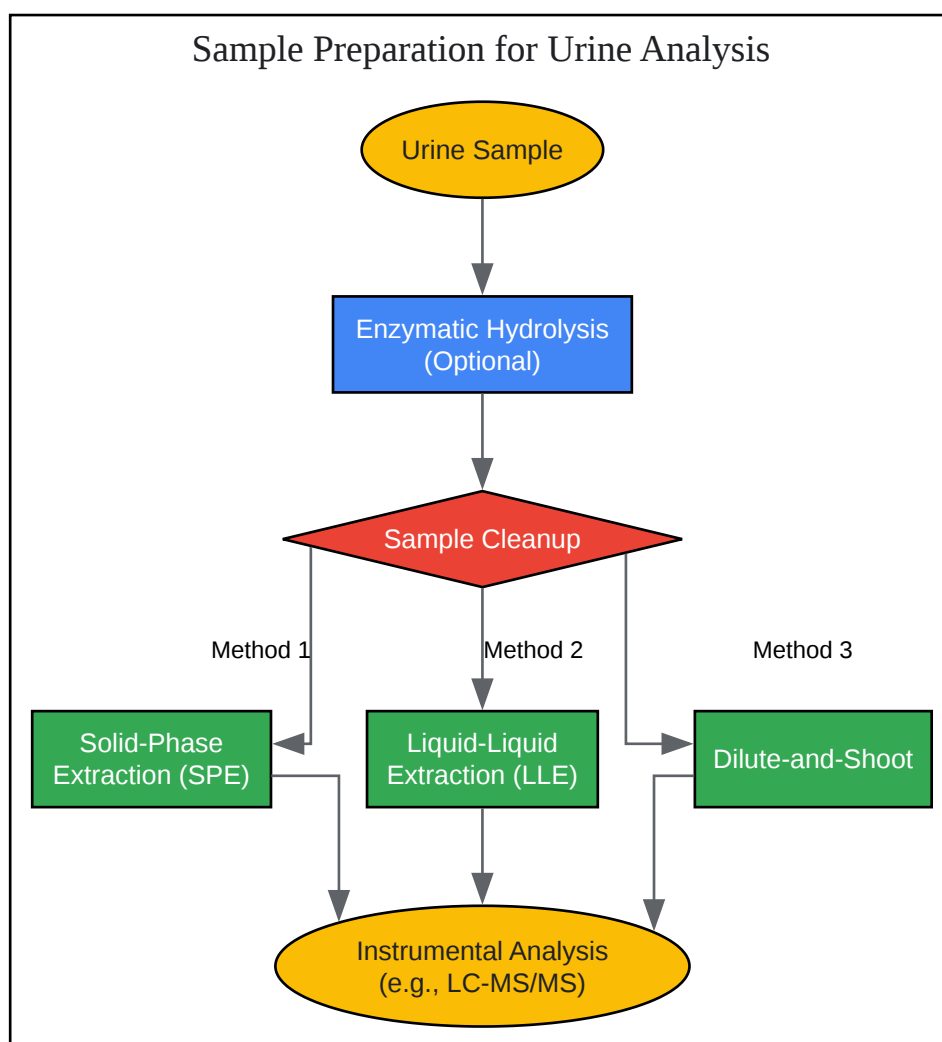 Sample Preparation for Urine Analysis
Urine Sample
Enzymatic Hydrolysis
(Optional)
Sample Cleanup
Method 1
Method 2
Method 3
Solid-Phase
Extraction (SPE)
Liquid-Liquid
Extraction (LLE)
Dilute-and-Shoot
Instrumental Analysis
(e.g., LC-MS/MS)